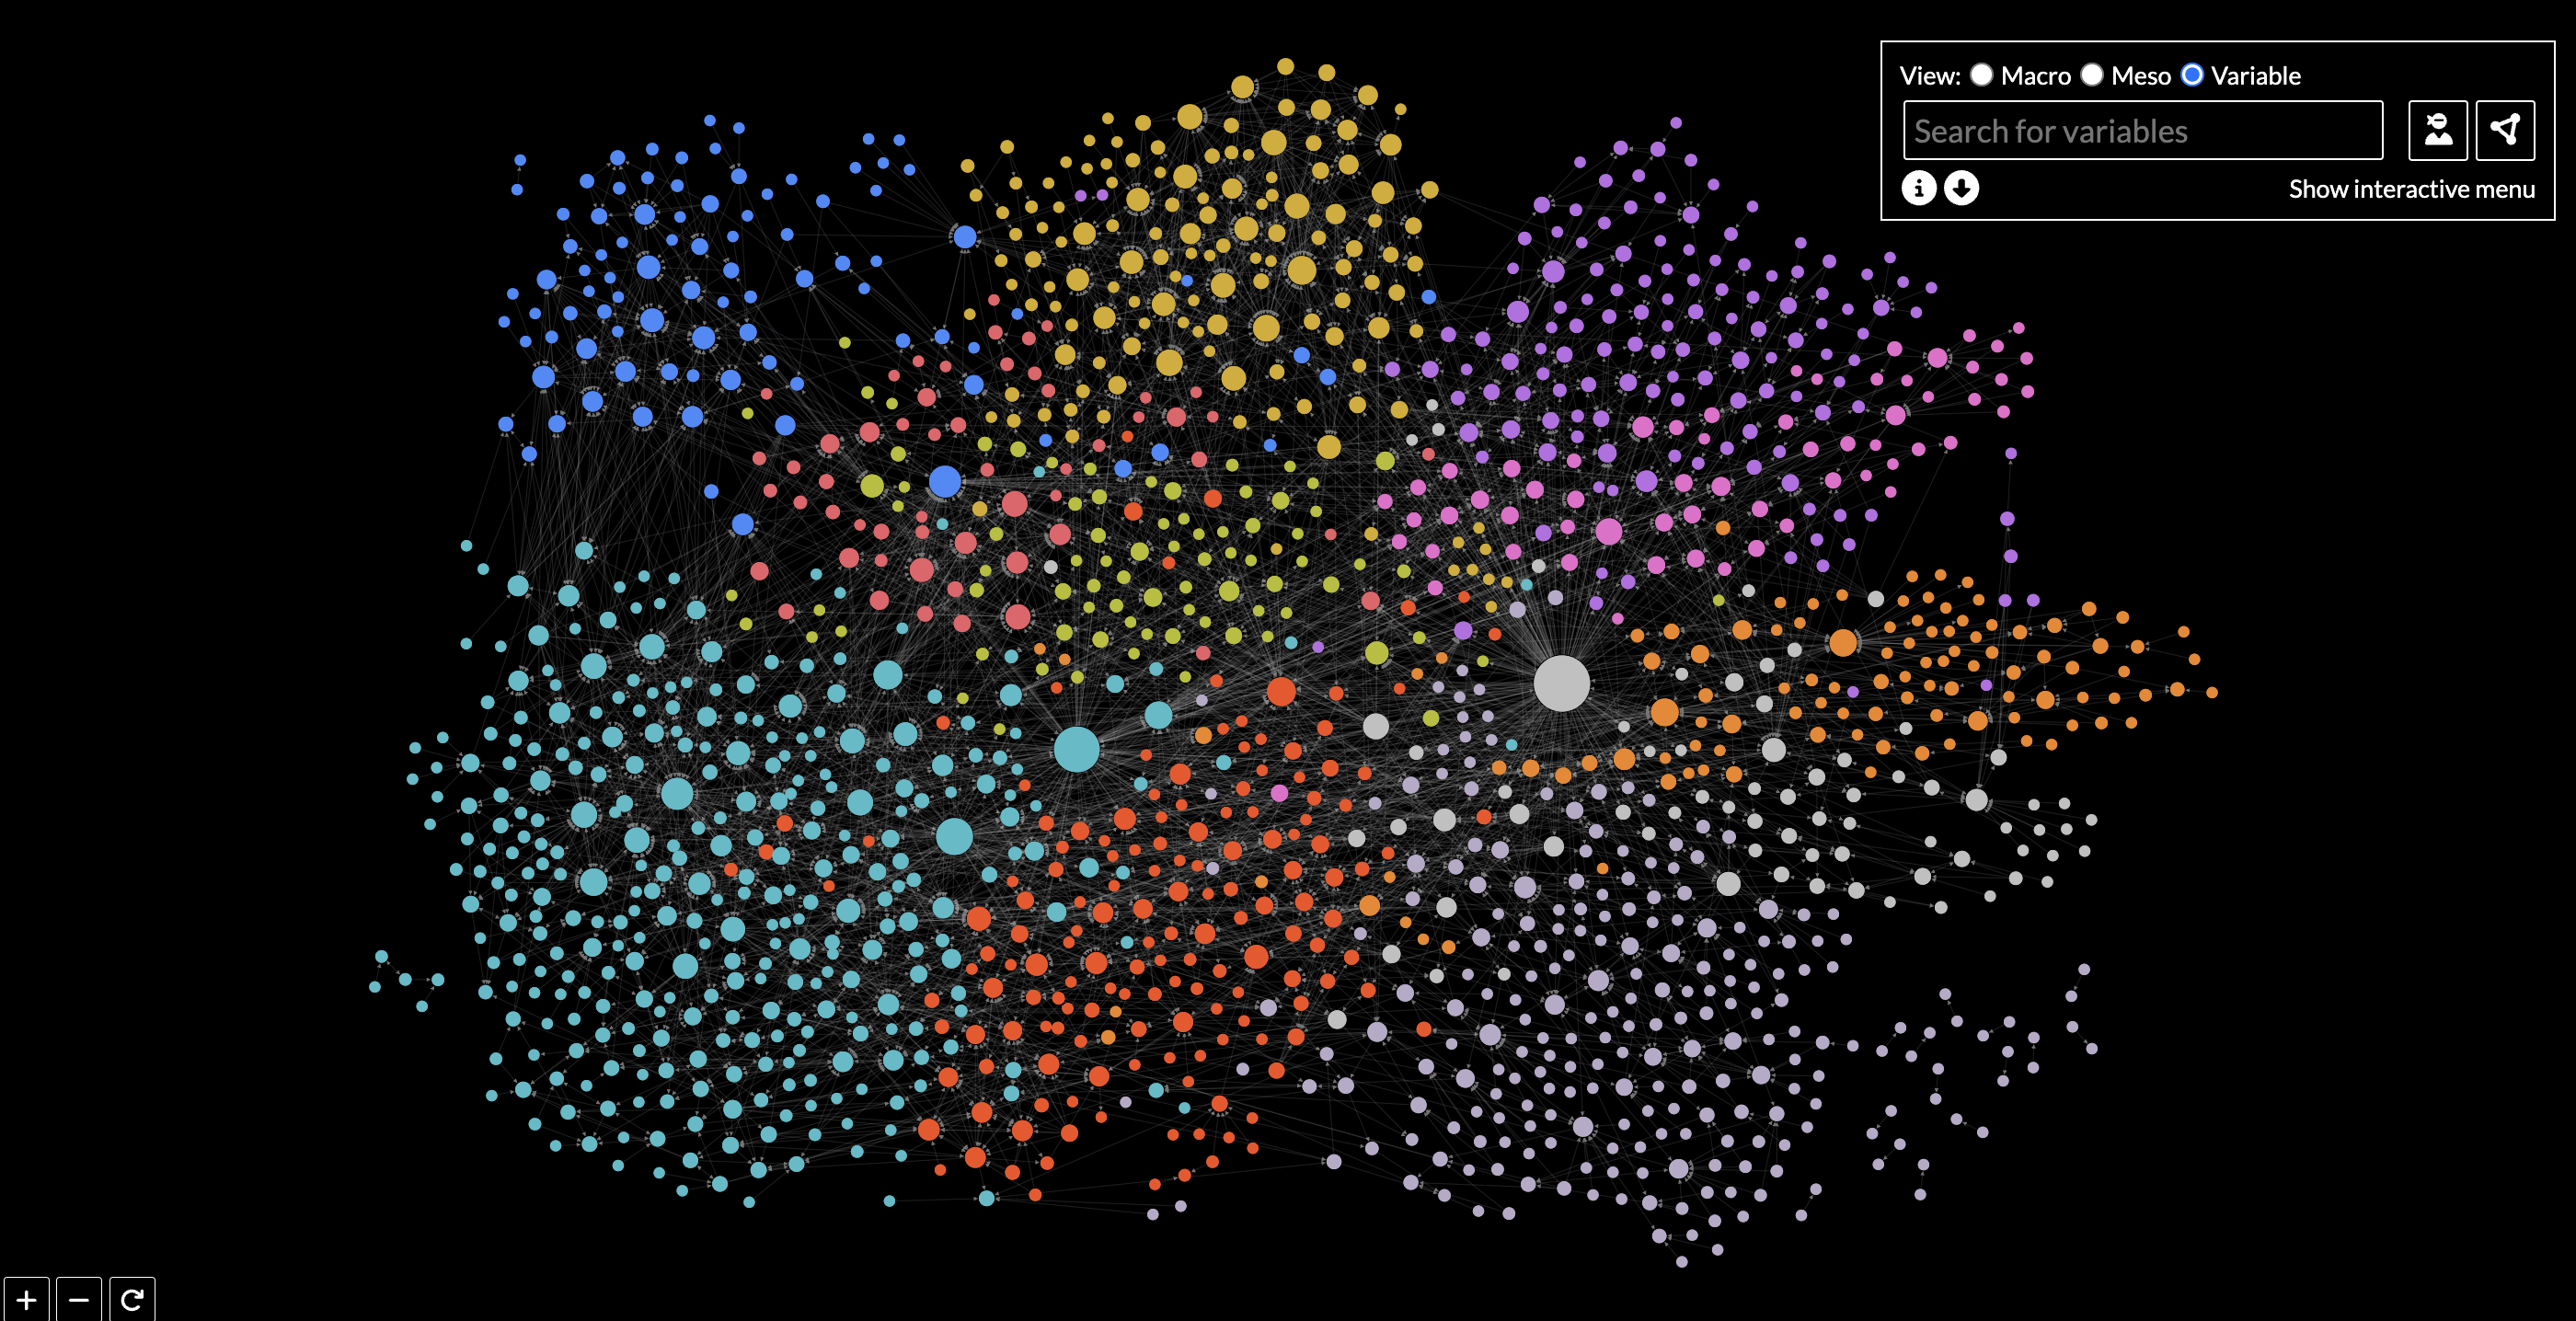 View: Macro Meso Variable
Search for variables
Show interactive menu